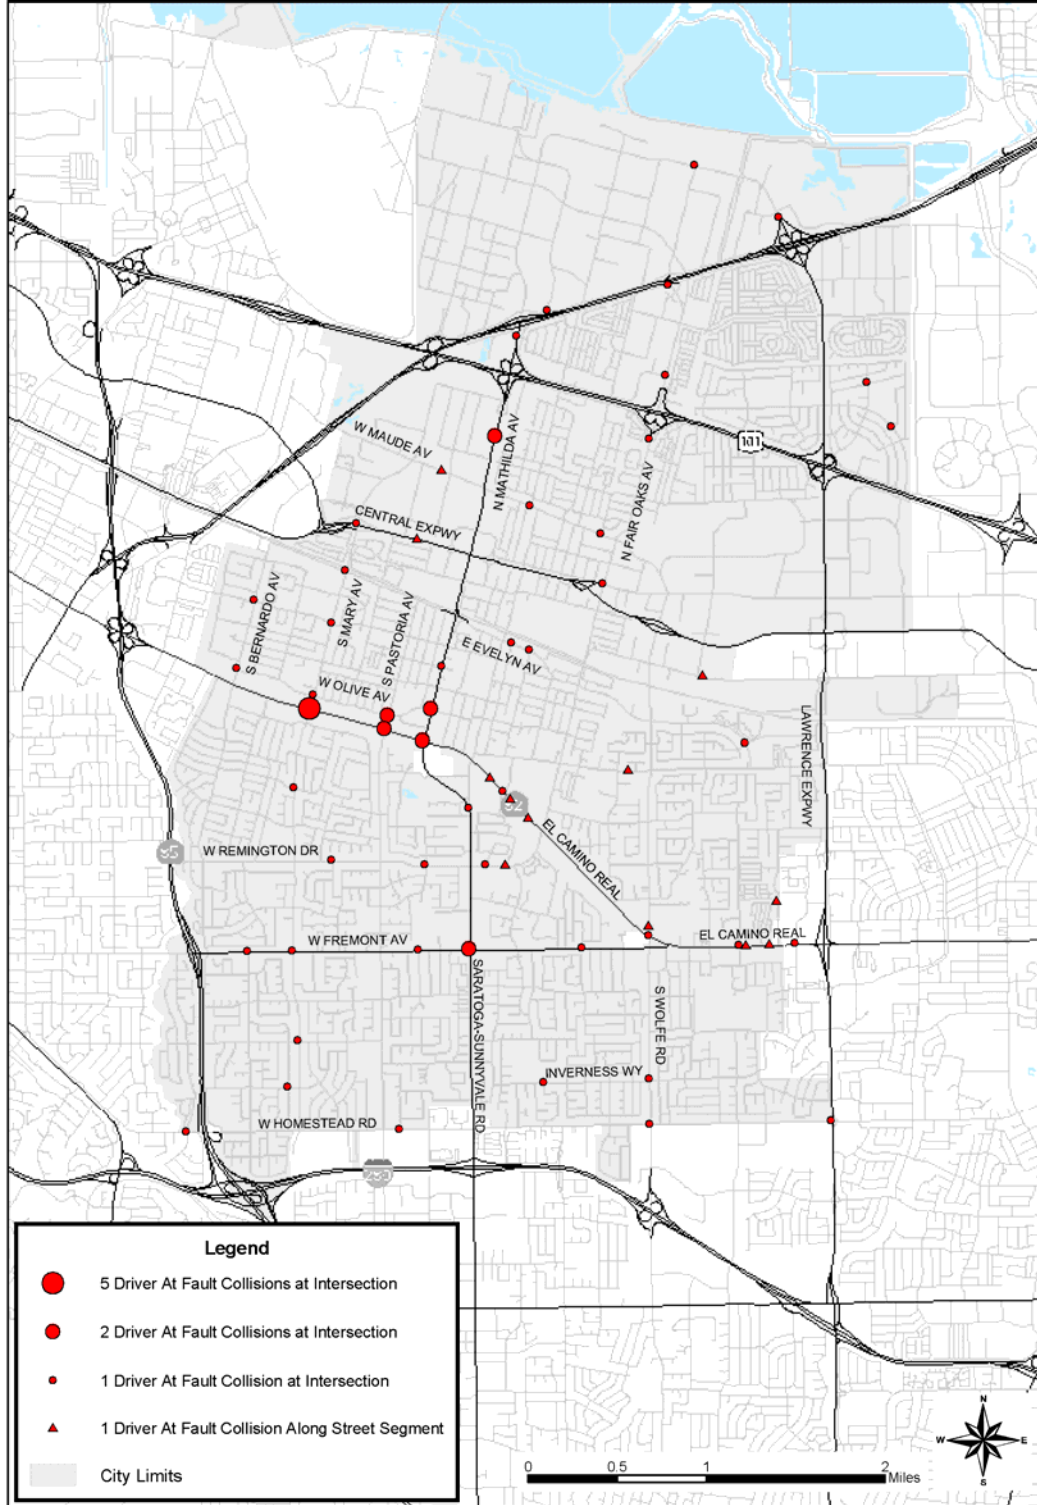 W MAUDE AV
N MATHILDA AV
101
N FAIR OAKS AV
CENTRAL EXPWY
S BERNARDO AV
S MARY AV
S PASTORIA AV
E EVELYN AV
W OLIVE AV
LAWRENCE EXPWY
EL CAMINO REAL
W REMINGTON DR
W FREMONT AV
EL CAMINO REAL
SARATOGA-SUNNYVALE RD
S WOLFE RD
INVERNESS WY
W HOMESTEAD RD
Legend
5 Driver At Fault Collisions at Intersection
2 Driver At Fault Collisions at Intersection
1 Driver At Fault Collision at Intersection
1 Driver At Fault Collision Along Street Segment
City Limits
0 0.5 1 2
Miles
N
W E
S